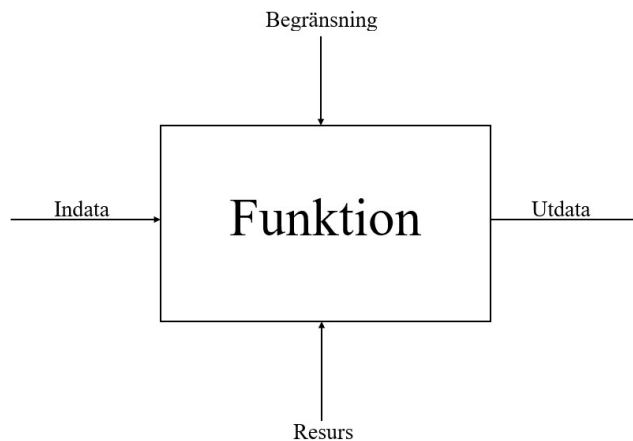 Begränsning
Indata
Funktion
Utdata
Resurs